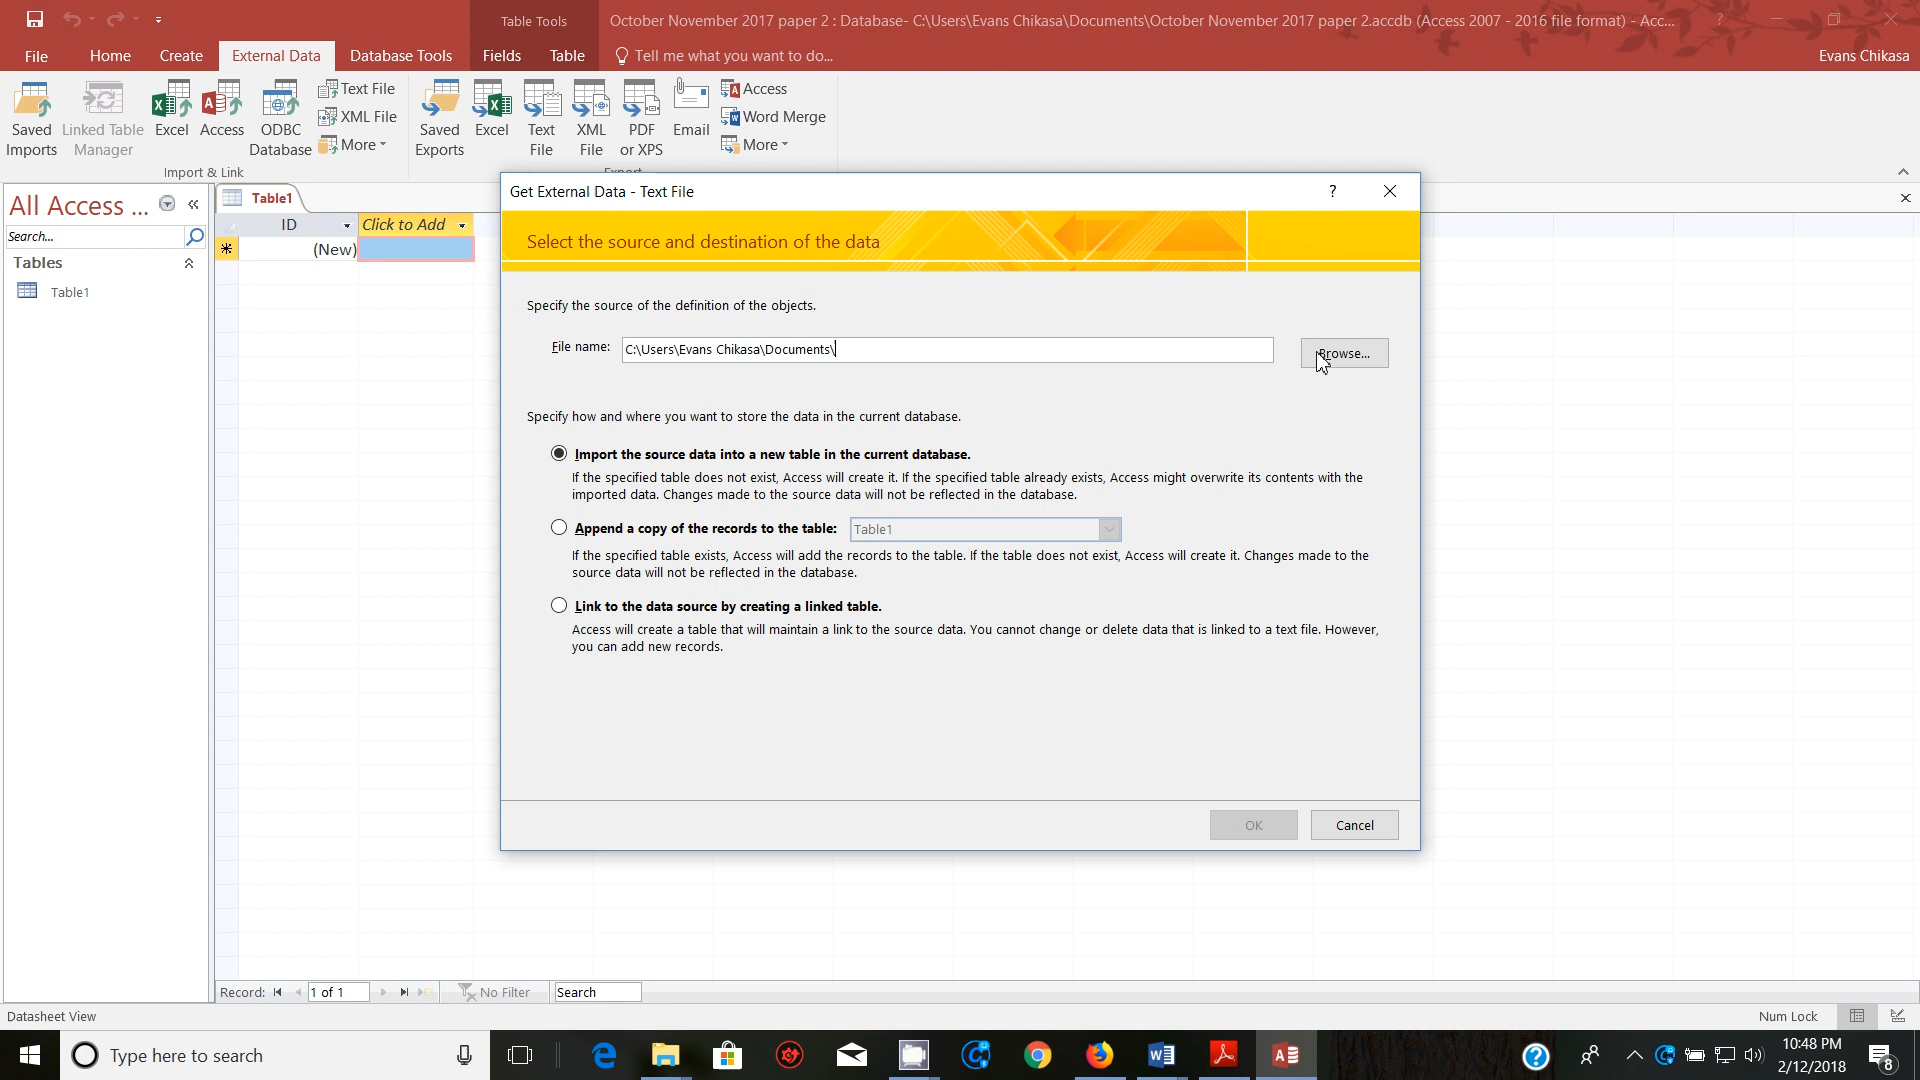 Table Tools
October November 2017 paper 2 : Database- C:\Users\Evans Chikasa\Documents\October November 2017 paper 2.accdb (Access 2007 - 2016 file format) - Acc...
?
File
Home
Create
External Data
Database Tools
Fields
Table
Tell me what you want to do...
Evans Chikasa
Saved
Imports
Linked Table
Manager
Excel
Access
ODBC
Database
Text File
XML File
More
Import & Link
Saved
Exports
Excel
Text
File
XML
File
PDF
or XPS
Email
Access
Word Merge
More
Export
All Access ...
Search...
Tables
Table1
Table1
ID
Click to Add
(New)
Get External Data - Text File
?
Select the source and destination of the data
Specify the source of the definition of the objects.
File name:
C:\Users\Evans Chikasa\Documents\
Browse...
Specify how and where you want to store the data in the current database.
Import the source data into a new table in the current database.
If the specified table does not exist, Access will create it. If the specified table already exists, Access might overwrite its contents with the
imported data. Changes made to the source data will not be reflected in the database.
Append a copy of the records to the table:
Table1
If the specified table exists, Access will add the records to the table. If the table does not exist, Access will create it. Changes made to the
source data will not be reflected in the database.
Link to the data source by creating a linked table.
Access will create a table that will maintain a link to the source data. You cannot change or delete data that is linked to a text file. However,
you can add new records.
OK
Cancel
Record:
1 of 1
No Filter
Search
Datasheet View
Num Lock
Type here to search
10:48 PM
2/12/2018
8